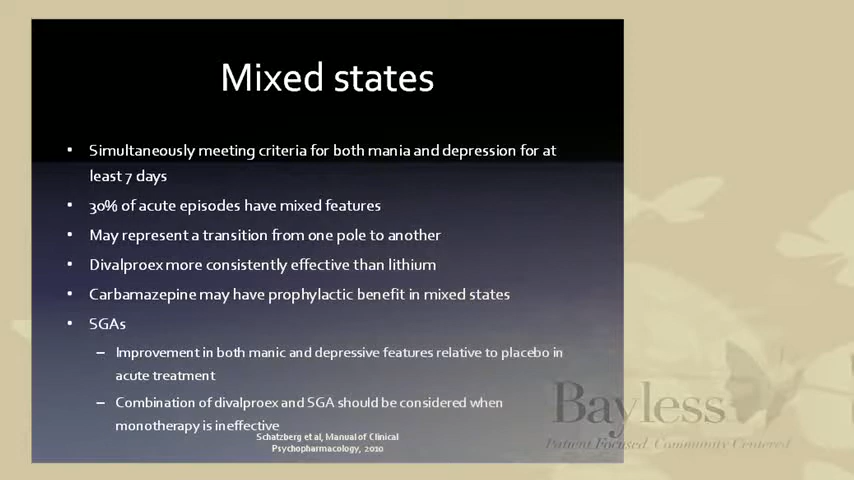 Mixed states
• Simultaneously meeting criteria for both mania and depression for at
least 7 days
• 30% of acute episodes have mixed features
• May represent a transition from one pole to another
• Divalproex more consistently effective than lithium
• Carbamazepine may have prophylactic benefit in mixed states
• SGAs
– Improvement in both manic and depressive features relative to placebo in
acute treatment
– Combination of divalproex and SGA should be considered when
monotherapy is ineffective
Schatzberg et al, Manual of Clinical
Psychopharmacology, 2010
Bayless
Patient Focused. Community Centered